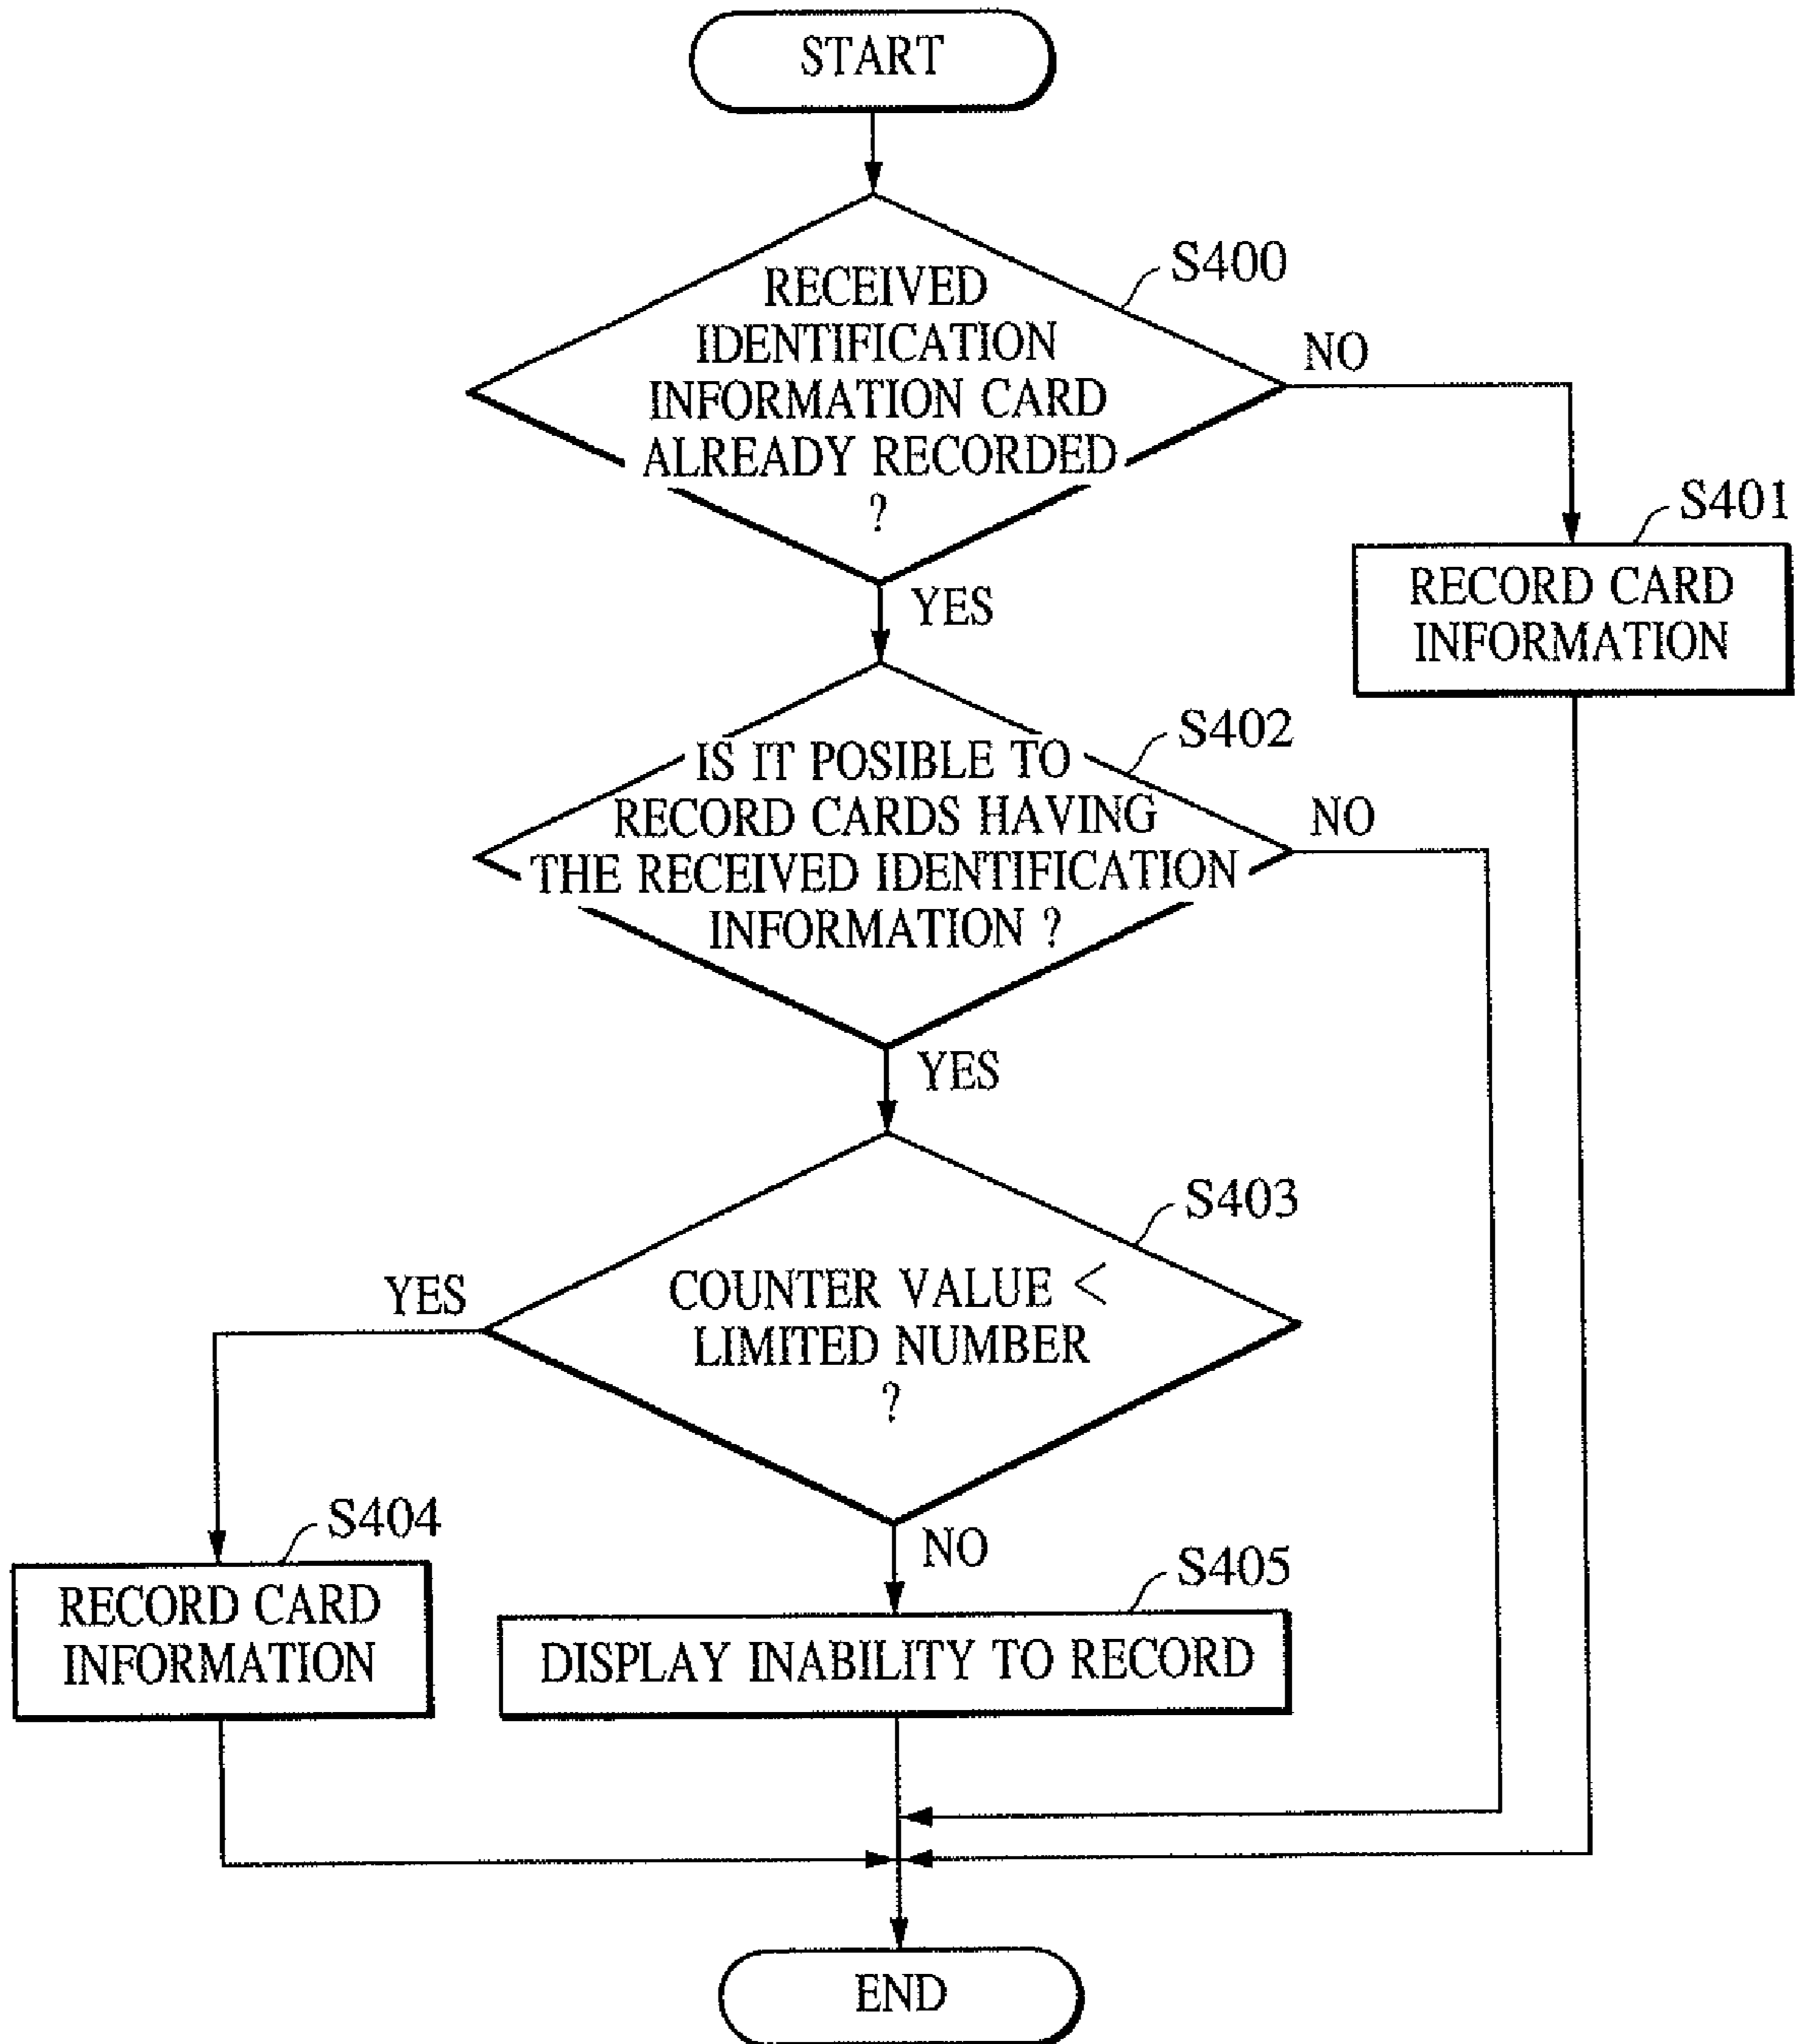 START
S400
RECEIVED
IDENTIFICATION
INFORMATION CARD
ALREADY RECORDED
?
NO
YES
S401
RECORD CARD
INFORMATION
S402
IS IT POSIBLE TO
RECORD CARDS HAVING
THE RECEIVED IDENTIFICATION
INFORMATION ?
NO
YES
S403
COUNTER VALUE <
LIMITED NUMBER
?
YES
NO
S404
RECORD CARD
INFORMATION
S405
DISPLAY INABILITY TO RECORD
END